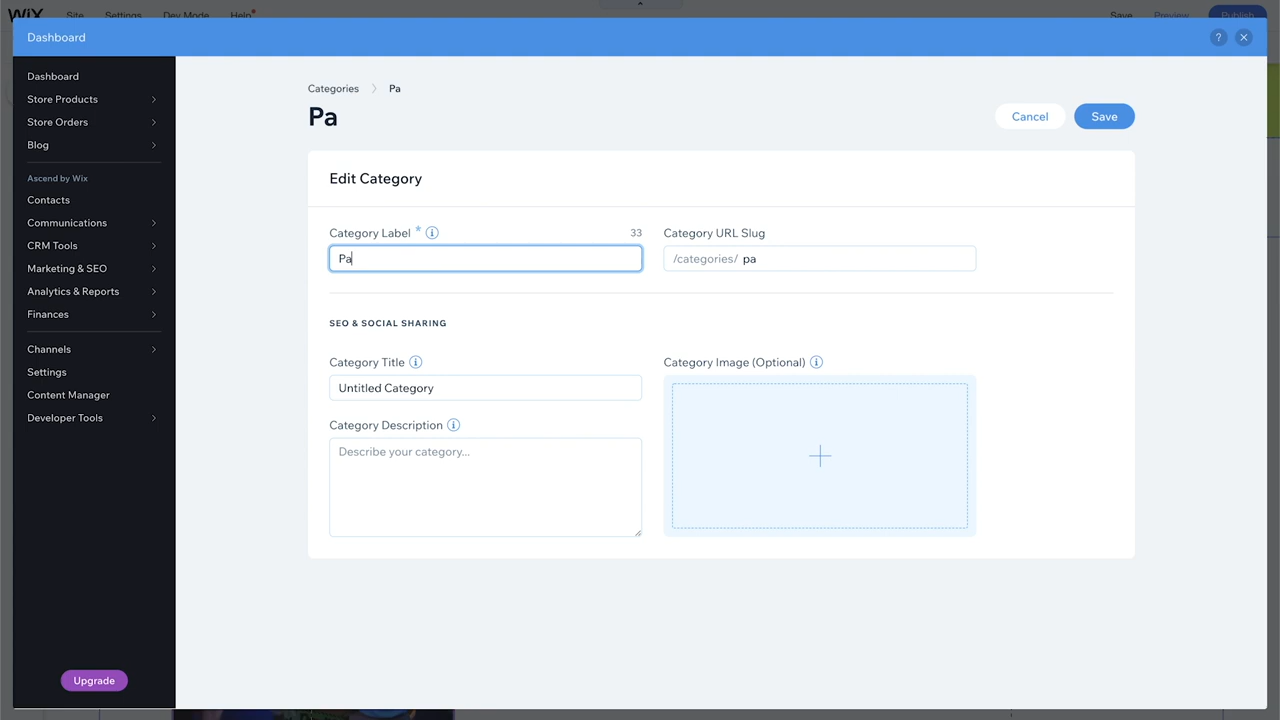 WiX Site Settings Dev Mode Help Save Preview Publish
Dashboard ?
Dashboard
Store Products
Store Orders
Blog
Ascend by Wix
Contacts
Communications
CRM Tools
Marketing & SEO
Analytics & Reports
Finances
Channels
Settings
Content Manager
Developer Tools
Upgrade
Categories Pa
Pa
Cancel Save
Edit Category
Category Label * 33
Pa
Category URL Slug
/categories/ pa
SEO & SOCIAL SHARING
Category Title
Untitled Category
Category Image (Optional)
Category Description
Describe your category...